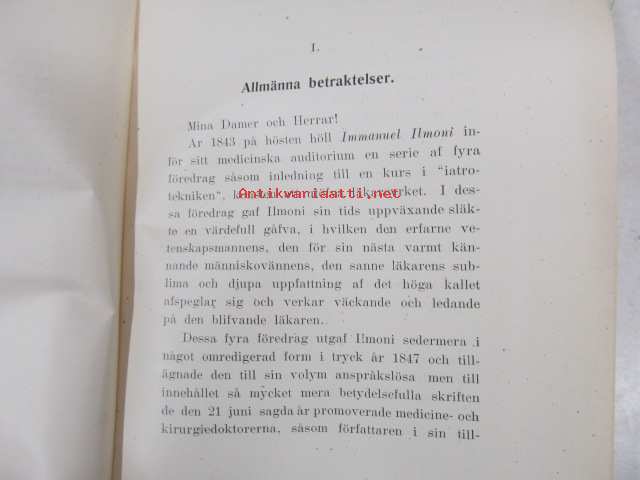 I.
Allmänna betraktelser.
Mina Damer och Herrar!
År 1843 på hösten höll Immanuel Ilmoni in-
för sitt medicinska auditorium en serie af fyra
föredrag såsom inledning till en kurs i "iatro-
tekniken", läkareyrket. I des-
Antikvariaatti.net
sa föredrag gaf Ilmoni sin tids uppväxande släk-
te en värdefull gåfva, i hvilken den erfarne ve-
tenskapsmannens, den för sin nästa varmt kän-
nande människovännens, den sanne läkarens sub-
lima och djupa uppfattning af det höga kallet
afspeglar sig och verkar väckande och ledande
på den blifvande läkaren.
Dessa fyra föredrag utgaf Ilmoni sedermera i
något omredigerad form i tryck år 1847 och till-
ägnade den till sin volym anspråkslösa men till
innehållet så mycket mera betydelsefulla skriften
de den 21 juni sagda år promoverade medicine- och
kirurgiedoktorerna, såsom författaren i sin till-